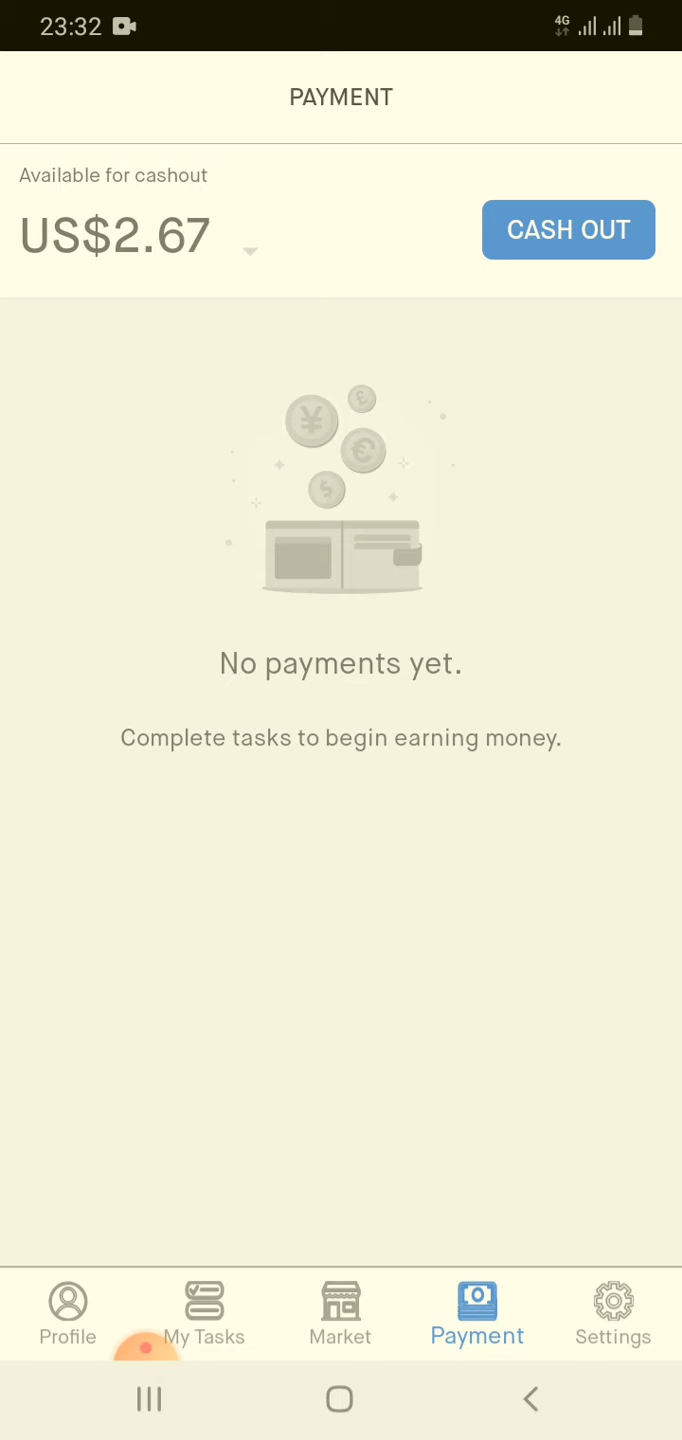 23:32
4G
PAYMENT
Available for cashout
US$2.67
CASH OUT
¥
£
€
$
No payments yet.
Complete tasks to begin earning money.
Profile
My Tasks
Market
Payment
Settings